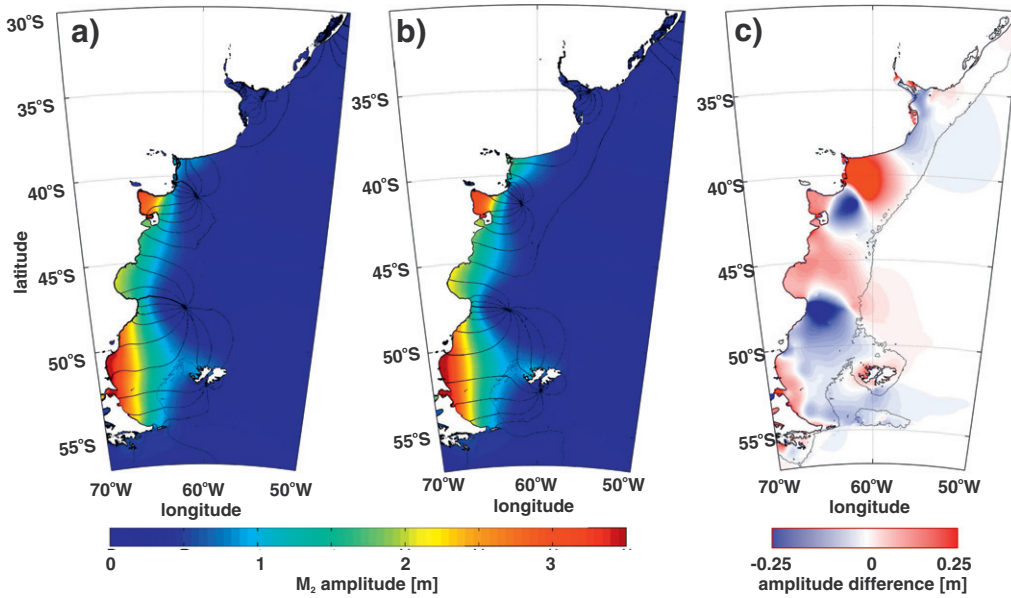 a) b) c)
30°S
35°S 35°S 35°S
40°S 40°S 40°S
45°S 45°S 45°S
50°S 50°S 50°S
55°S 55°S 55°S
latitude
70°W 60°W 50°W 70°W 60°W 50°W 70°W 60°W 50°W
longitude longitude longitude
0 1 2 3 -0.25 0 0.25
M₂ amplitude [m] amplitude difference [m]